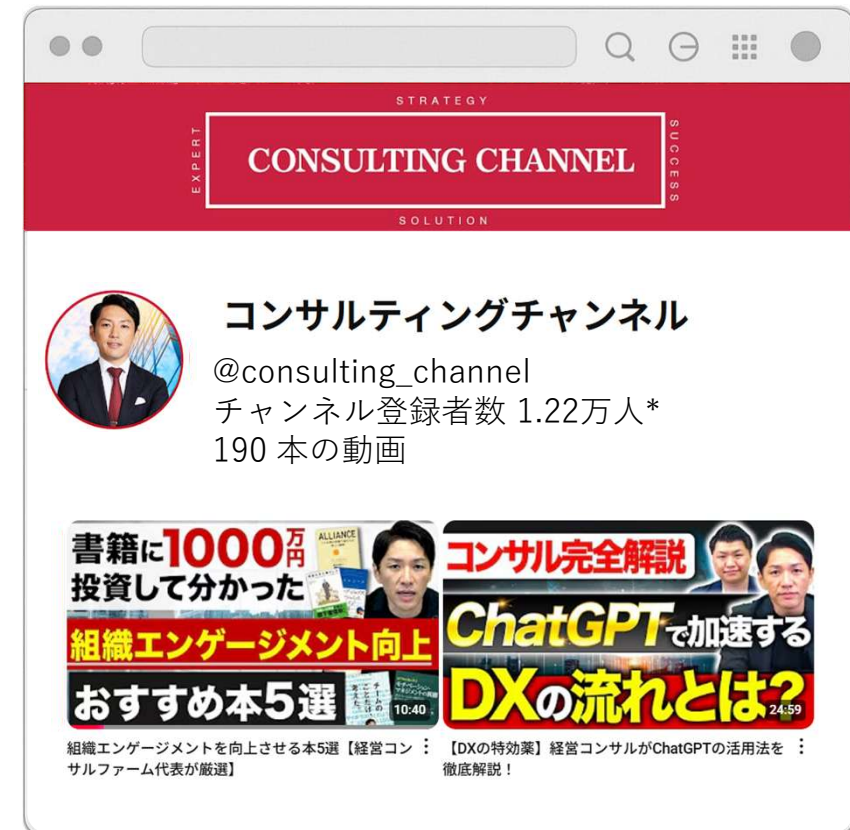 STRATEGY
EXPERT
CONSULTING CHANNEL
SUCCESS
SOLUTION
コンサルティングチャンネル
@consulting_channel
チャンネル登録者数 1.22万人*
190 本の動画
書籍に1000万円
投資して分かった
ALLIANCE
組織エンゲージメント向上
おすすめ本5選
10:40
組織エンゲージメントを向上させる本5選【経営コン
サルファーム代表が厳選】
コンサル完全解説
ChatGPTで加速する
DXの流れとは?
24:59
【DXの特効薬】経営コンサルがChatGPTの活用法を
徹底解説！